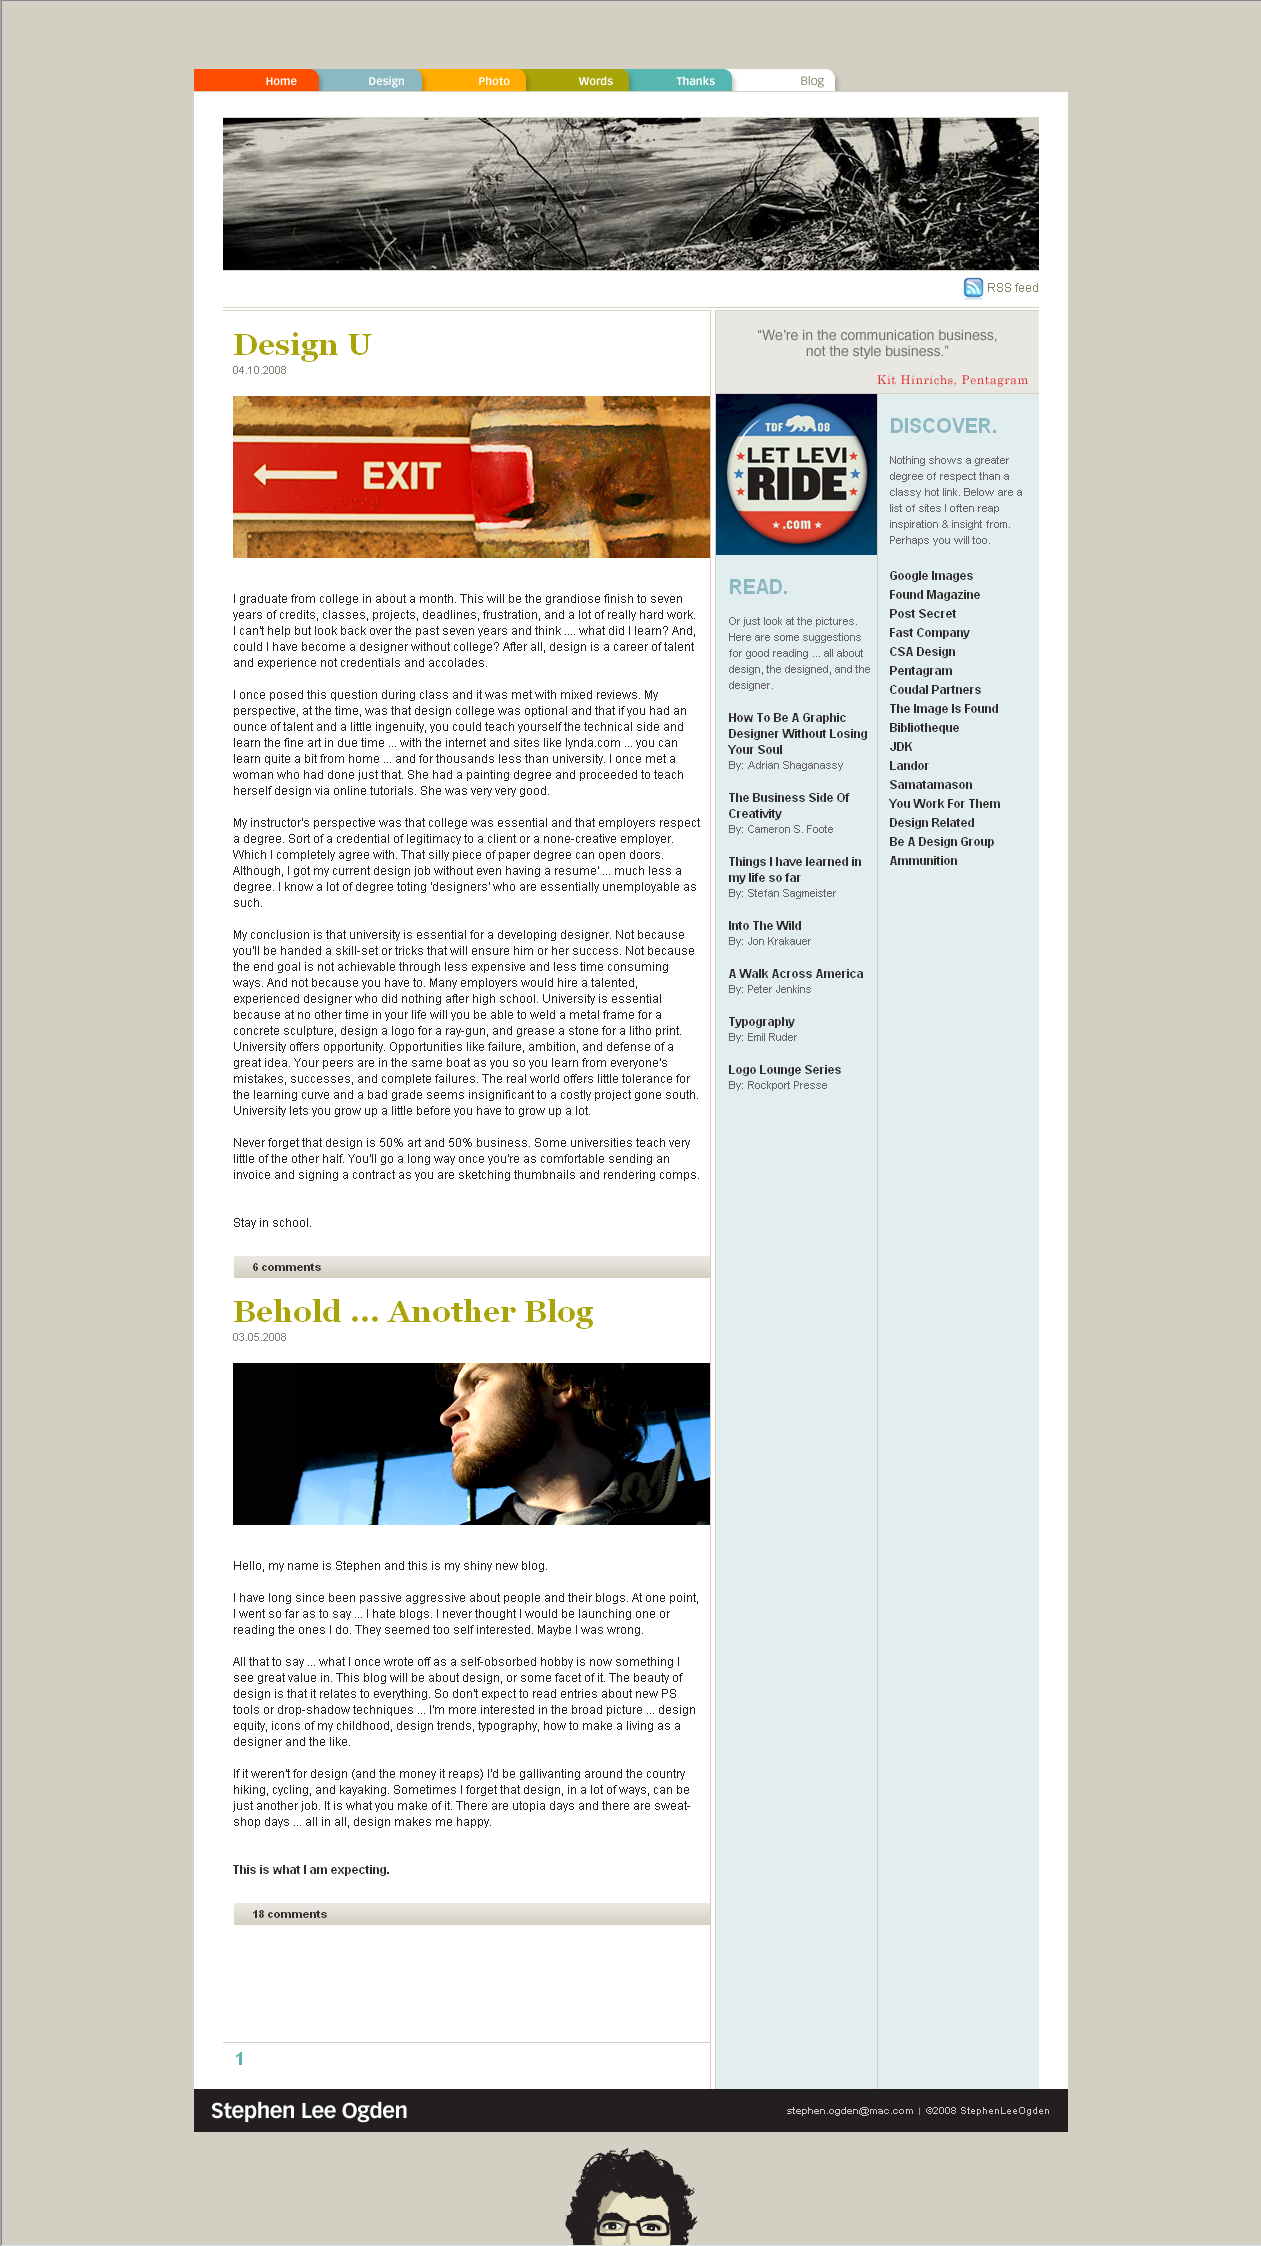 Home
Design
Photo
Words
Thanks
Blog
RSS feed
Design U
04.10.2008
EXIT
I graduate from college in about a month. This will be the grandiose finish to seven
years of credits, classes, projects, deadlines, frustration, and a lot of really hard work.
I can't help but look back over the past seven years and think .... what did I learn? And,
could I have become a designer without college? After all, design is a career of talent
and experience not credentials and accolades.
I once posed this question during class and it was met with mixed reviews. My
perspective, at the time, was that design college was optional and that if you had an
ounce of talent and a little ingenuity, you could teach yourself the technical side and
learn the fine art in due time ... with the internet and sites like lynda.com ... you can
learn quite a bit from home ... and for thousands less than university. I once met a
woman who had done just that. She had a painting degree and proceeded to teach
herself design via online tutorials. She was very very good.
My instructor's perspective was that college was essential and that employers respect
a degree. Sort of a credential of legitimacy to a client or a none-creative employer.
Which I completely agree with. That silly piece of paper degree can open doors.
Although, I got my current design job without even having a resume' ... much less a
degree. I know a lot of degree toting 'designers' who are essentially unemployable as
such.
My conclusion is that university is essential for a developing designer. Not because
you'll be handed a skill-set or tricks that will ensure him or her success. Not because
the end goal is not achievable through less expensive and less time consuming
ways. And not because you have to. Many employers would hire a talented,
experienced designer who did nothing after high school. University is essential
because at no other time in your life will you be able to weld a metal frame for a
concrete sculpture, design a logo for a ray-gun, and grease a stone for a litho print.
University offers opportunity. Opportunities like failure, ambition, and defense of a
great idea. Your peers are in the same boat as you so you learn from everyone's
mistakes, successes, and complete failures. The real world offers little tolerance for
the learning curve and a bad grade seems insignificant to a costly project gone south.
University lets you grow up a little before you have to grow up a lot.
Never forget that design is 50% art and 50% business. Some universities teach very
little of the other half. You'll go a long way once you're as comfortable sending an
invoice and signing a contract as you are sketching thumbnails and rendering comps.
Stay in school.
6 comments
Behold ... Another Blog
03.05.2008
Hello, my name is Stephen and this is my shiny new blog.
I have long since been passive aggressive about people and their blogs. At one point,
I went so far as to say ... I hate blogs. I never thought I would be launching one or
reading the ones I do. They seemed too self interested. Maybe I was wrong.
All that to say ... what I once wrote off as a self-obsorbed hobby is now something I
see great value in. This blog will be about design, or some facet of it. The beauty of
design is that it relates to everything. So don't expect to read entries about new PS
tools or drop-shadow techniques ... I'm more interested in the broad picture ... design
equity, icons of my childhood, design trends, typography, how to make a living as a
designer and the like.
If it weren't for design (and the money it reaps) I'd be gallivanting around the country
hiking, cycling, and kayaking. Sometimes I forget that design, in a lot of ways, can be
just another job. It is what you make of it. There are utopia days and there are sweat-
shop days ... all in all, design makes me happy.
This is what I am expecting.
18 comments
1
“We're in the communication business,
not the style business.”
Kit Hinrichs, Pentagram
TDF 08
LET LEVI
RIDE
.com
READ.
Or just look at the pictures.
Here are some suggestions
for good reading ... all about
design, the designed, and the
designer.
How To Be A Graphic
Designer Without Losing
Your Soul
By: Adrian Shaganassy
The Business Side Of
Creativity
By: Cameron S. Foote
Things I have learned in
my life so far
By: Stefan Sagmeister
Into The Wild
By: Jon Krakauer
A Walk Across America
By: Peter Jenkins
Typography
By: Emil Ruder
Logo Lounge Series
By: Rockport Presse
DISCOVER.
Nothing shows a greater
degree of respect than a
classy hot link. Below are a
list of sites I often reap
inspiration & insight from.
Perhaps you will too.
Google Images
Found Magazine
Post Secret
Fast Company
CSA Design
Pentagram
Coudal Partners
The Image Is Found
Bibliotheque
JDK
Landor
Samatamason
You Work For Them
Design Related
Be A Design Group
Ammunition
Stephen Lee Ogden
stephen.ogden@mac.com | ©2008 StephenLeeOgden